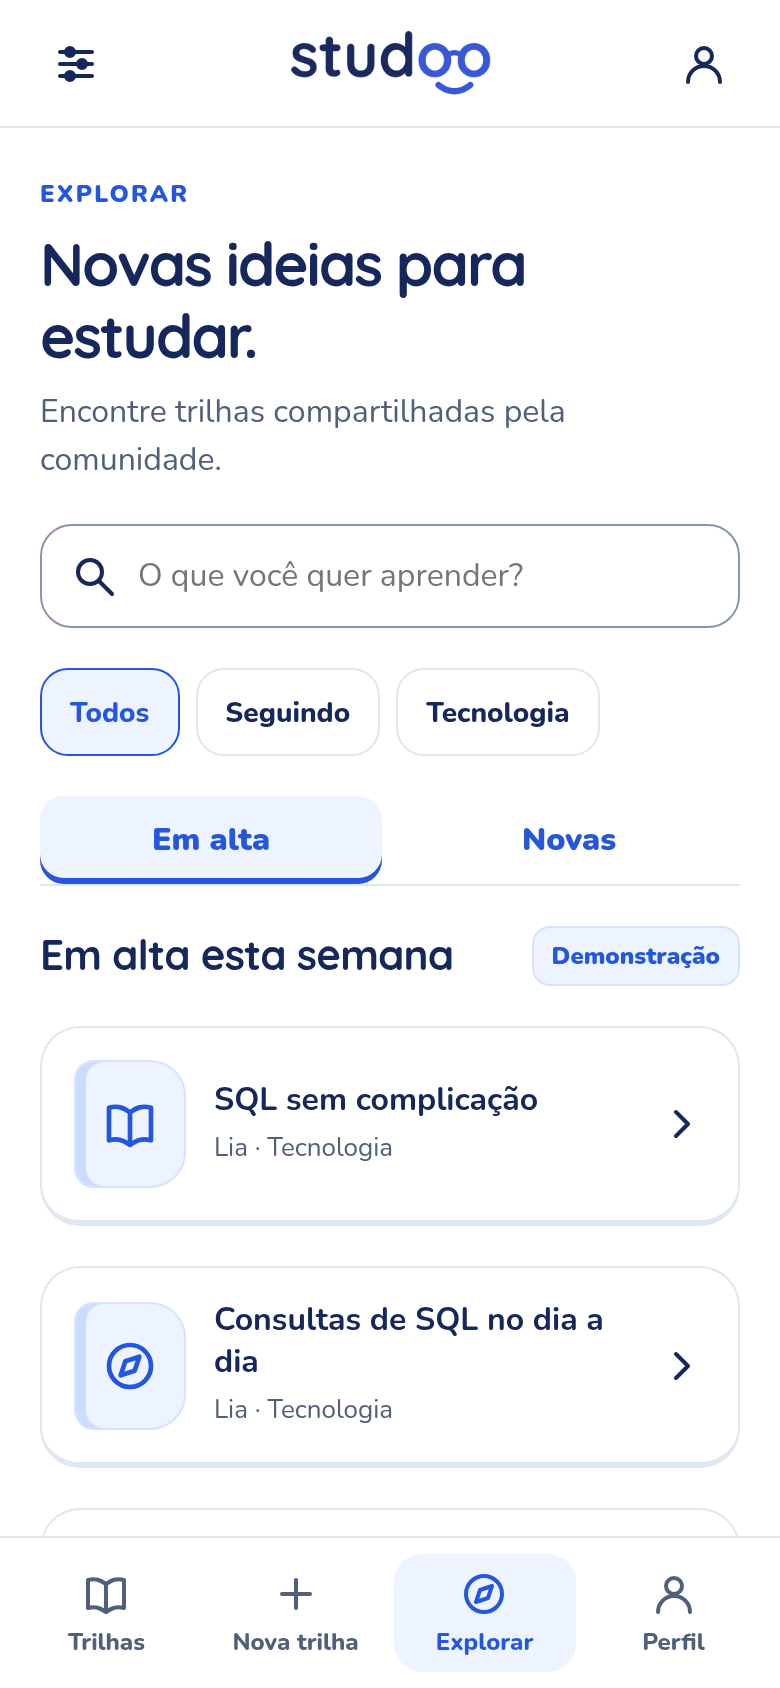 studoo
EXPLORAR
Novas ideias para
estudar.
Encontre trilhas compartilhadas pela
comunidade.
O que você quer aprender?
Todos
Seguindo
Tecnologia
Em alta
Novas
Em alta esta semana
Demonstração
SQL sem complicação
Lia · Tecnologia
Consultas de SQL no dia a
dia
Lia · Tecnologia
Trilhas
Nova trilha
Explorar
Perfil